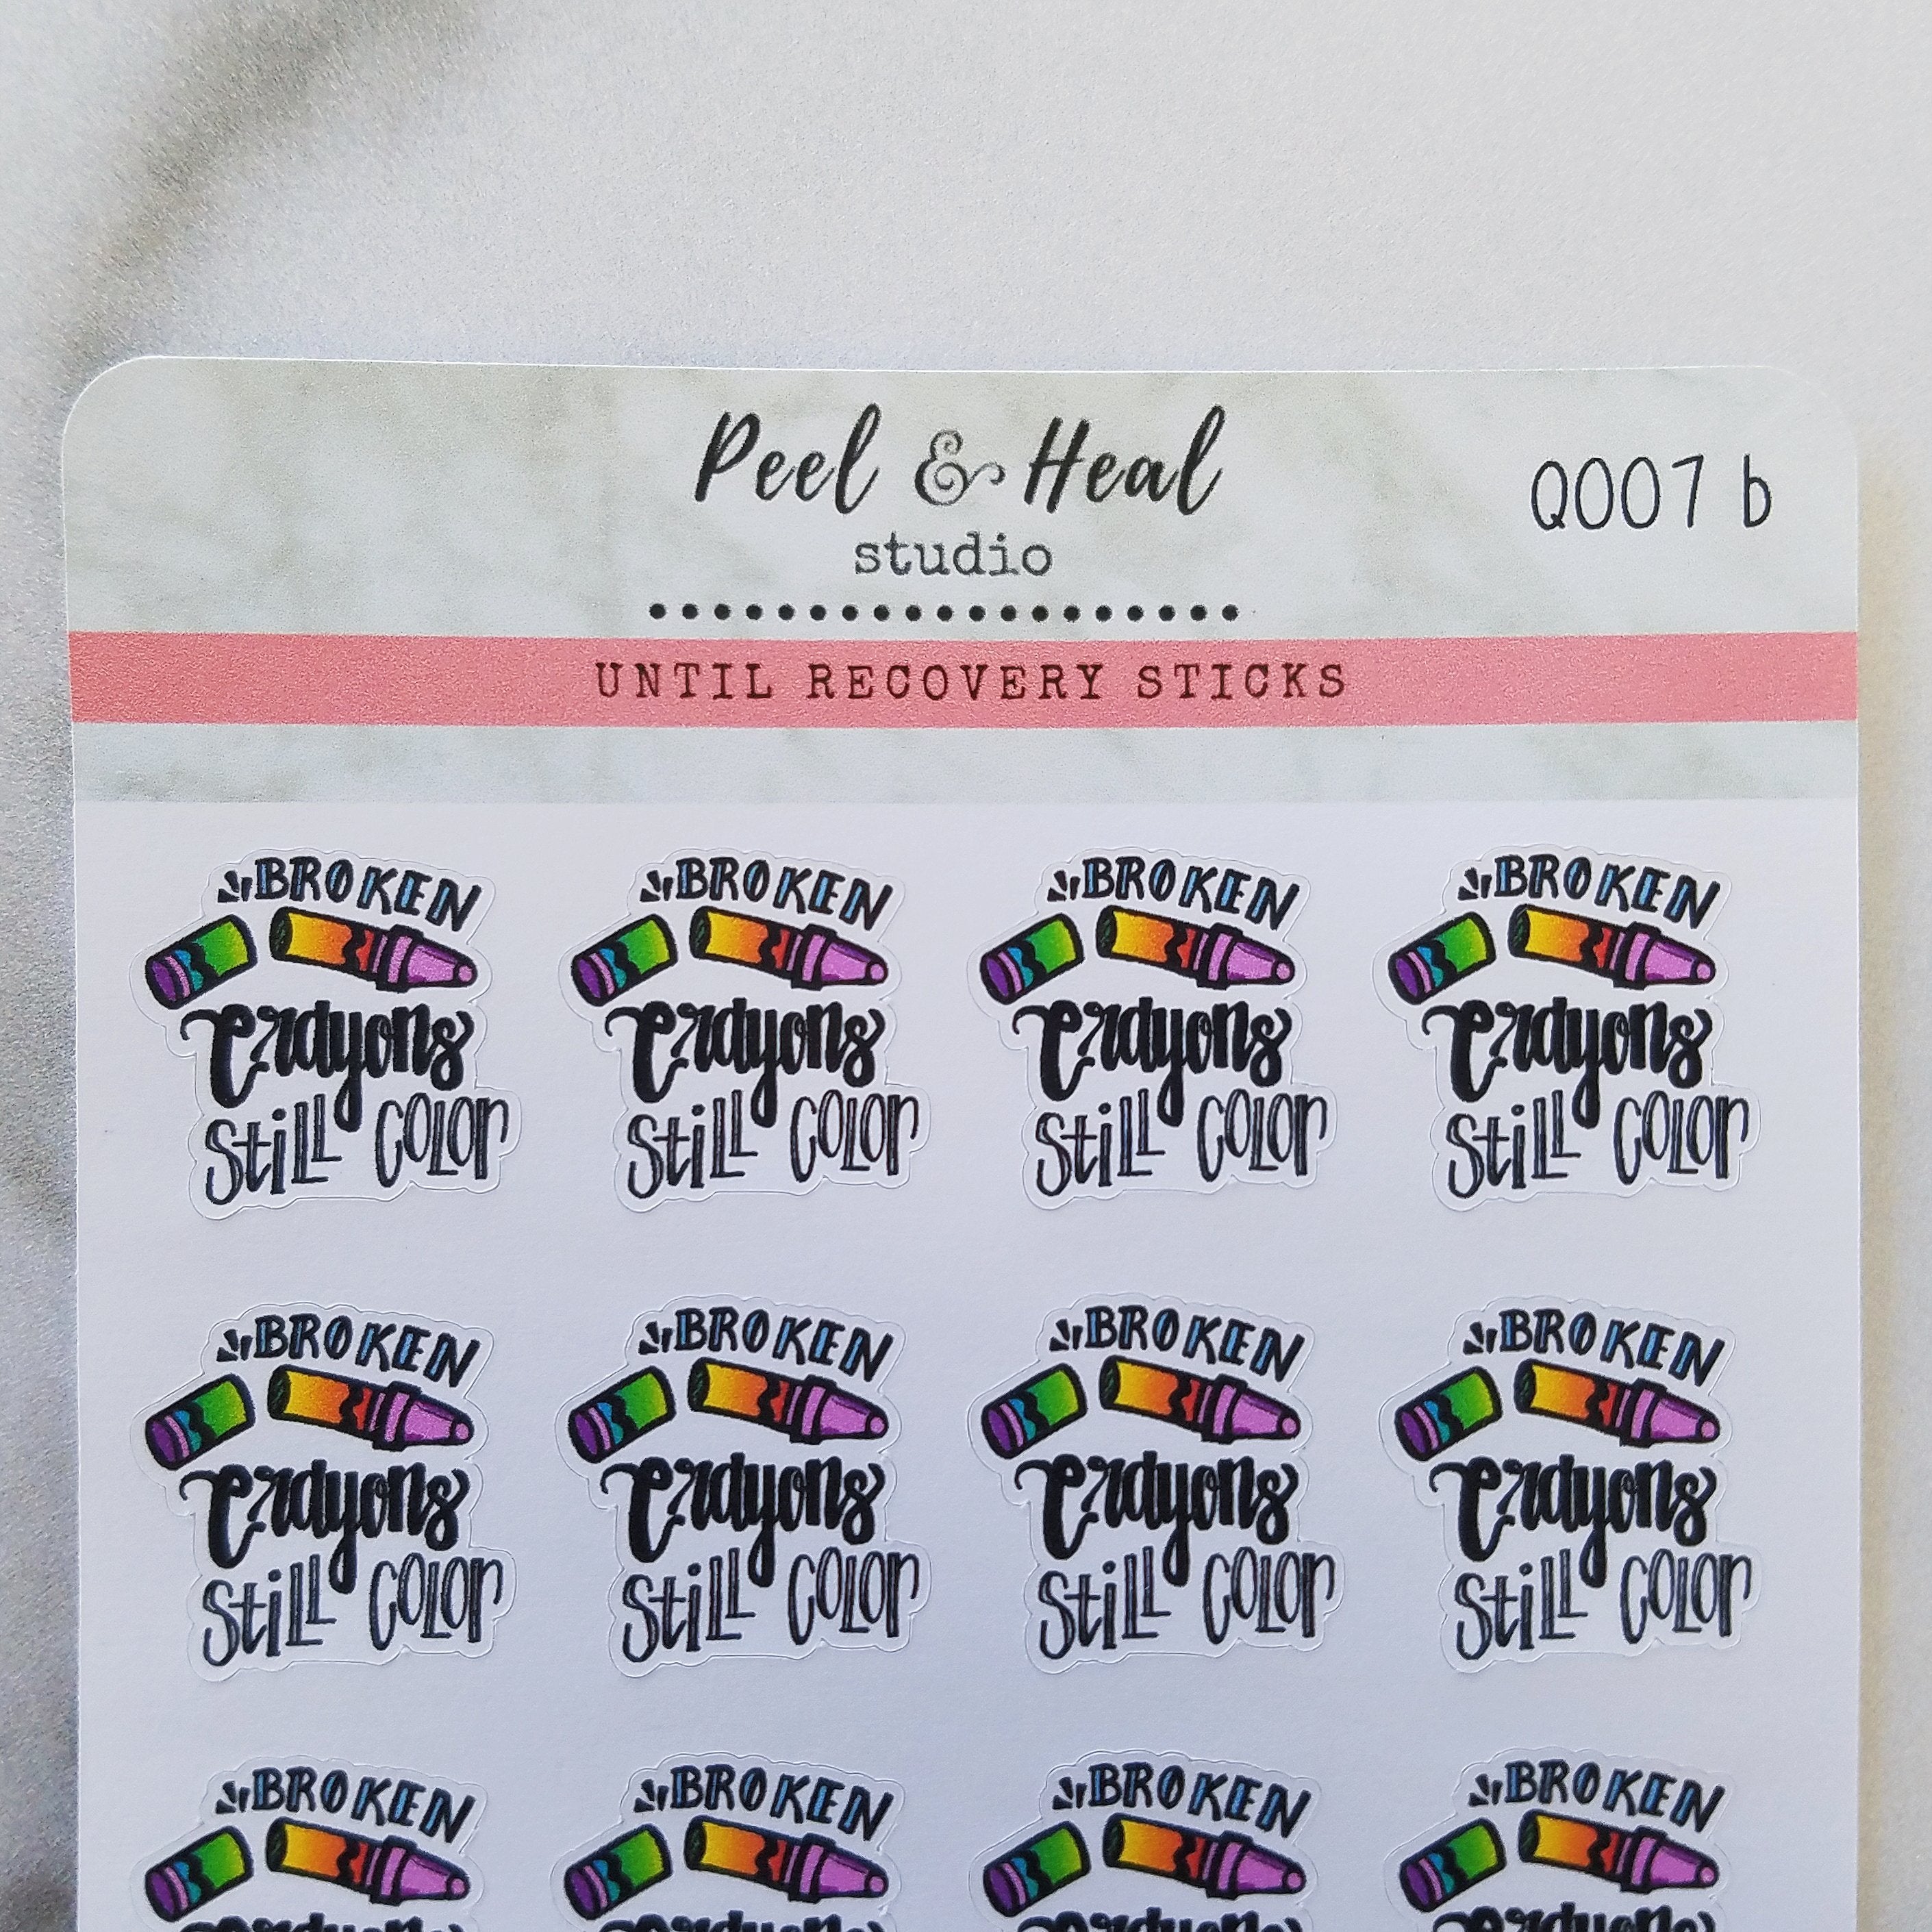 Peel & Heal
studio
Q007 b
UNTIL RECOVERY STICKS
BROKEN BROKEN BROKEN BROKEN
Crayons Crayons Crayons Crayons
Still Color Still Color Still Color Still Color
BROKEN BROKEN BROKEN BROKEN
Crayons Crayons Crayons Crayons
Still Color Still Color Still Color Still Color
BROKEN BROKEN BROKEN BROKEN